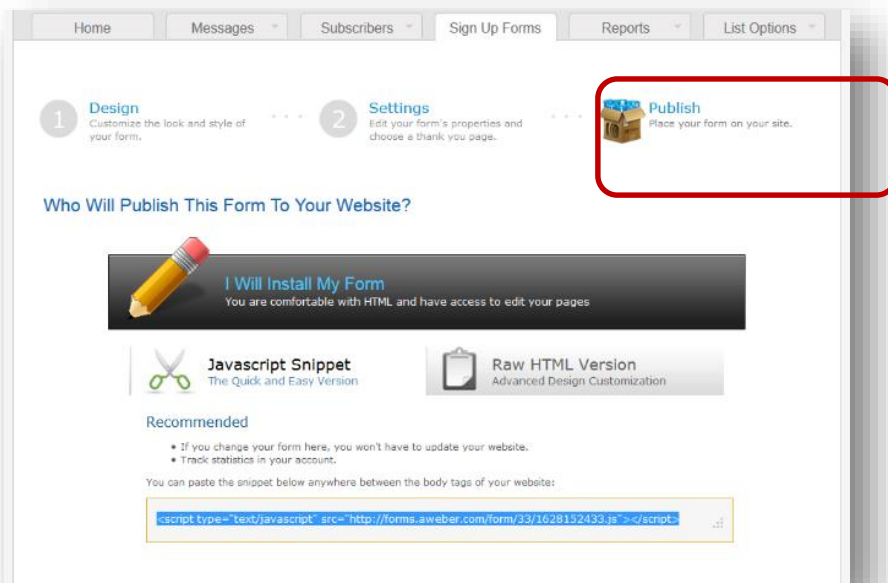 Home Messages Subscribers Sign Up Forms Reports List Options
1 Design
Customize the look and style of
your form.
2 Settings
Edit your form's properties and
choose a thank you page.
Publish
Place your form on your site.
Who Will Publish This Form To Your Website?
I Will Install My Form
You are comfortable with HTML and have access to edit your pages
Javascript Snippet
The Quick and Easy Version
Raw HTML Version
Advanced Design Customization
Recommended
• If you change your form here, you won't have to update your website.
• Track statistics in your account.
You can paste the snippet below anywhere between the body tags of your website:
<script type="text/javascript" src="http://forms.aweber.com/form/33/1628152433.js"></script>